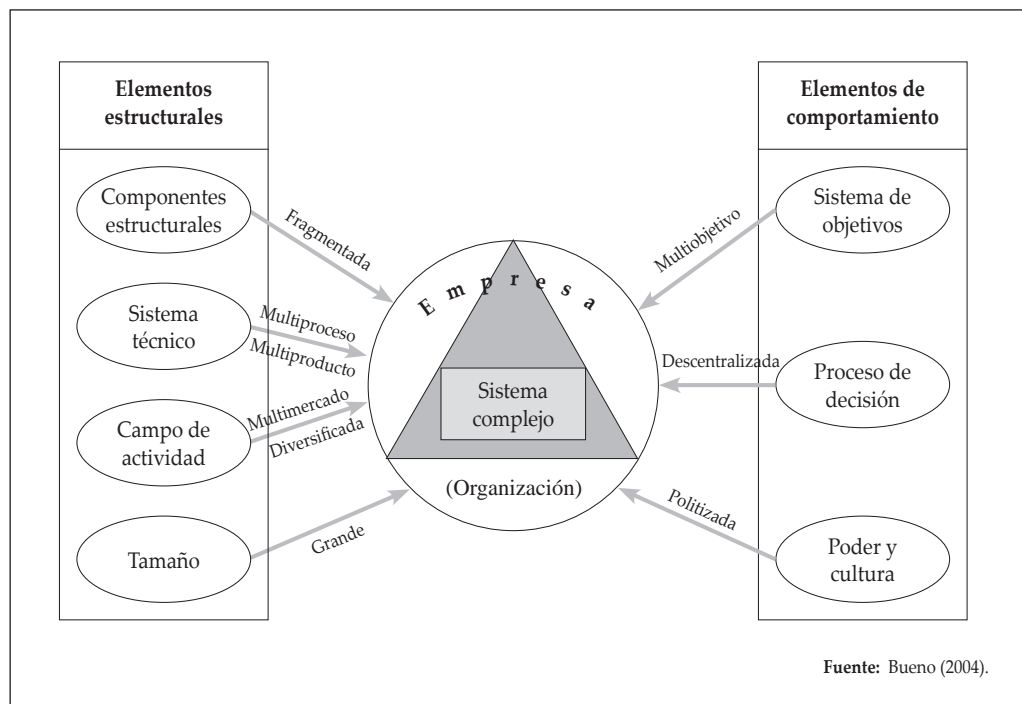 Elementos
estructurales
Componentes
estructurales
Sistema
técnico
Campo de
actividad
Tamaño
Fragmentada
Multiproceso
Multiproducto
Multimercado
Diversificada
Grande
Empresa
Sistema
complejo
(Organización)
Multiobjetivo
Descentralizada
Politizada
Elementos de
comportamiento
Sistema de
objetivos
Proceso de
decisión
Poder y
cultura
Fuente: Bueno (2004).